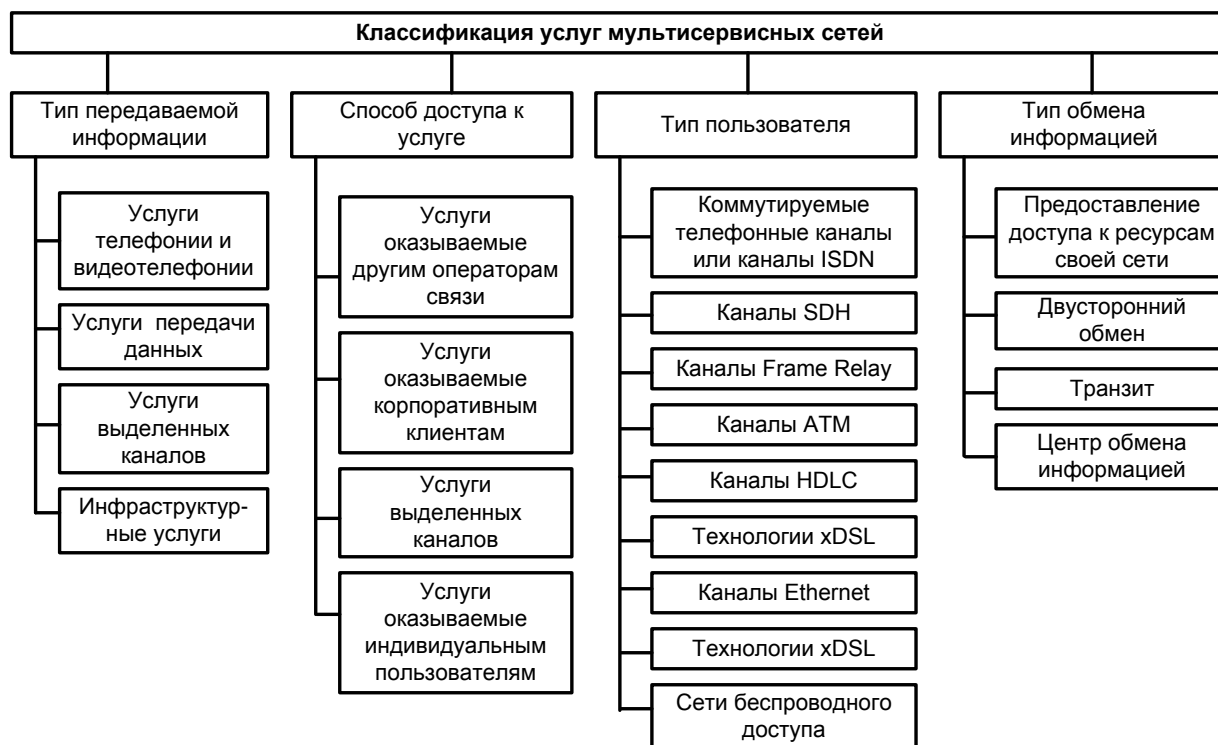 Классификация услуг мультисервисных сетей
Тип передаваемой
информации
Услуги
телефонии и
видеотелефонии
Услуги передачи
данных
Услуги
выделенных
каналов
Инфраструктур-
ные услуги
Способ доступа к
услуге
Услуги
оказываемые
другим операторам
связи
Услуги
оказываемые
корпоративным
клиентам
Услуги
выделенных
каналов
Услуги
оказываемые
индивидуальным
пользователям
Тип пользователя
Коммутируемые
телефонные каналы
или каналы ISDN
Каналы SDH
Каналы Frame Relay
Каналы ATM
Каналы HDLC
Технологии xDSL
Каналы Ethernet
Технологии xDSL
Сети беспроводного
доступа
Тип обмена
информацией
Предоставление
доступа к ресурсам
своей сети
Двусторонний
обмен
Транзит
Центр обмена
информацией